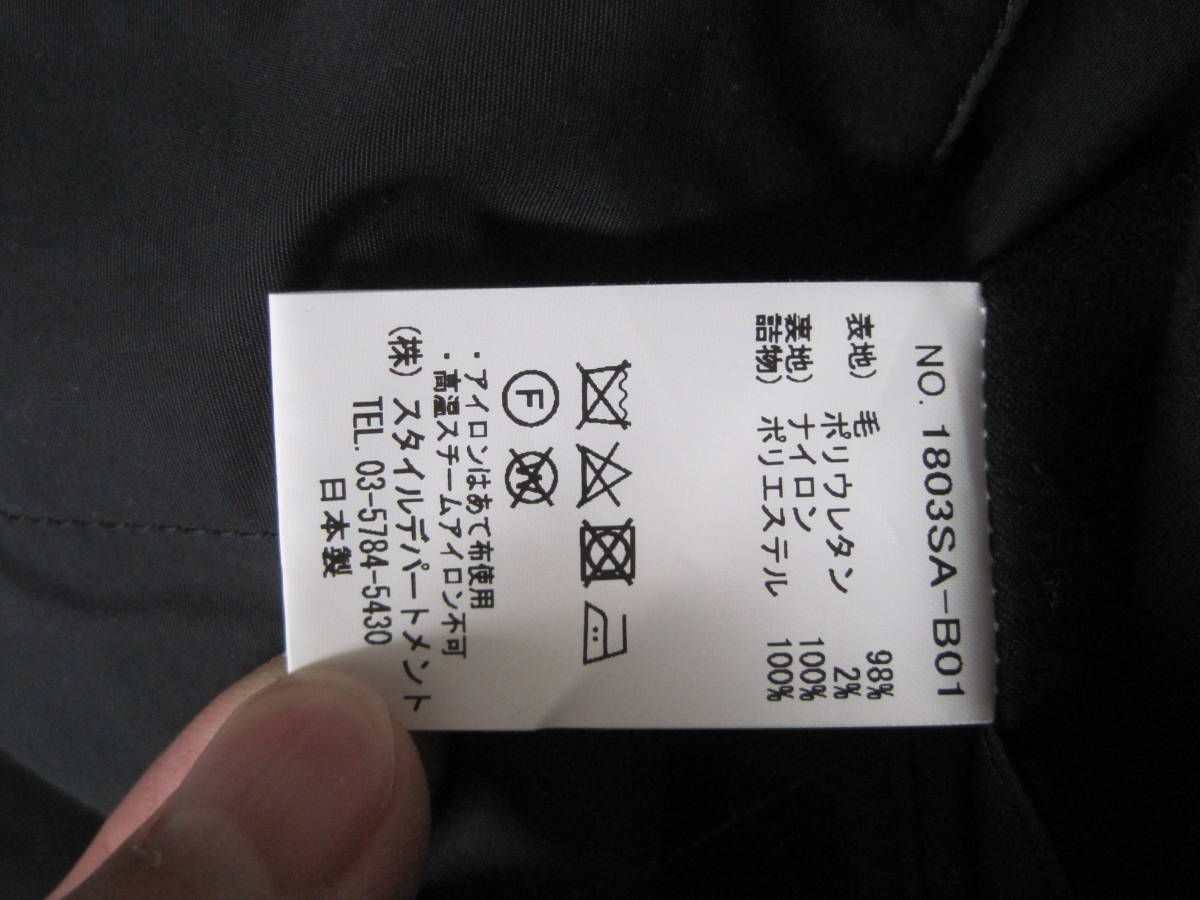 NO. 1803SA-B01
表地） 毛 98%
ポリウレタン 2%
裏地） ナイロン 100%
詰物） ポリエステル 100%
F W
・アイロンはあて布使用
・高温スチームアイロン不可
（株）スタイルデパートメント
TEL. 03-5784-5430
日本製